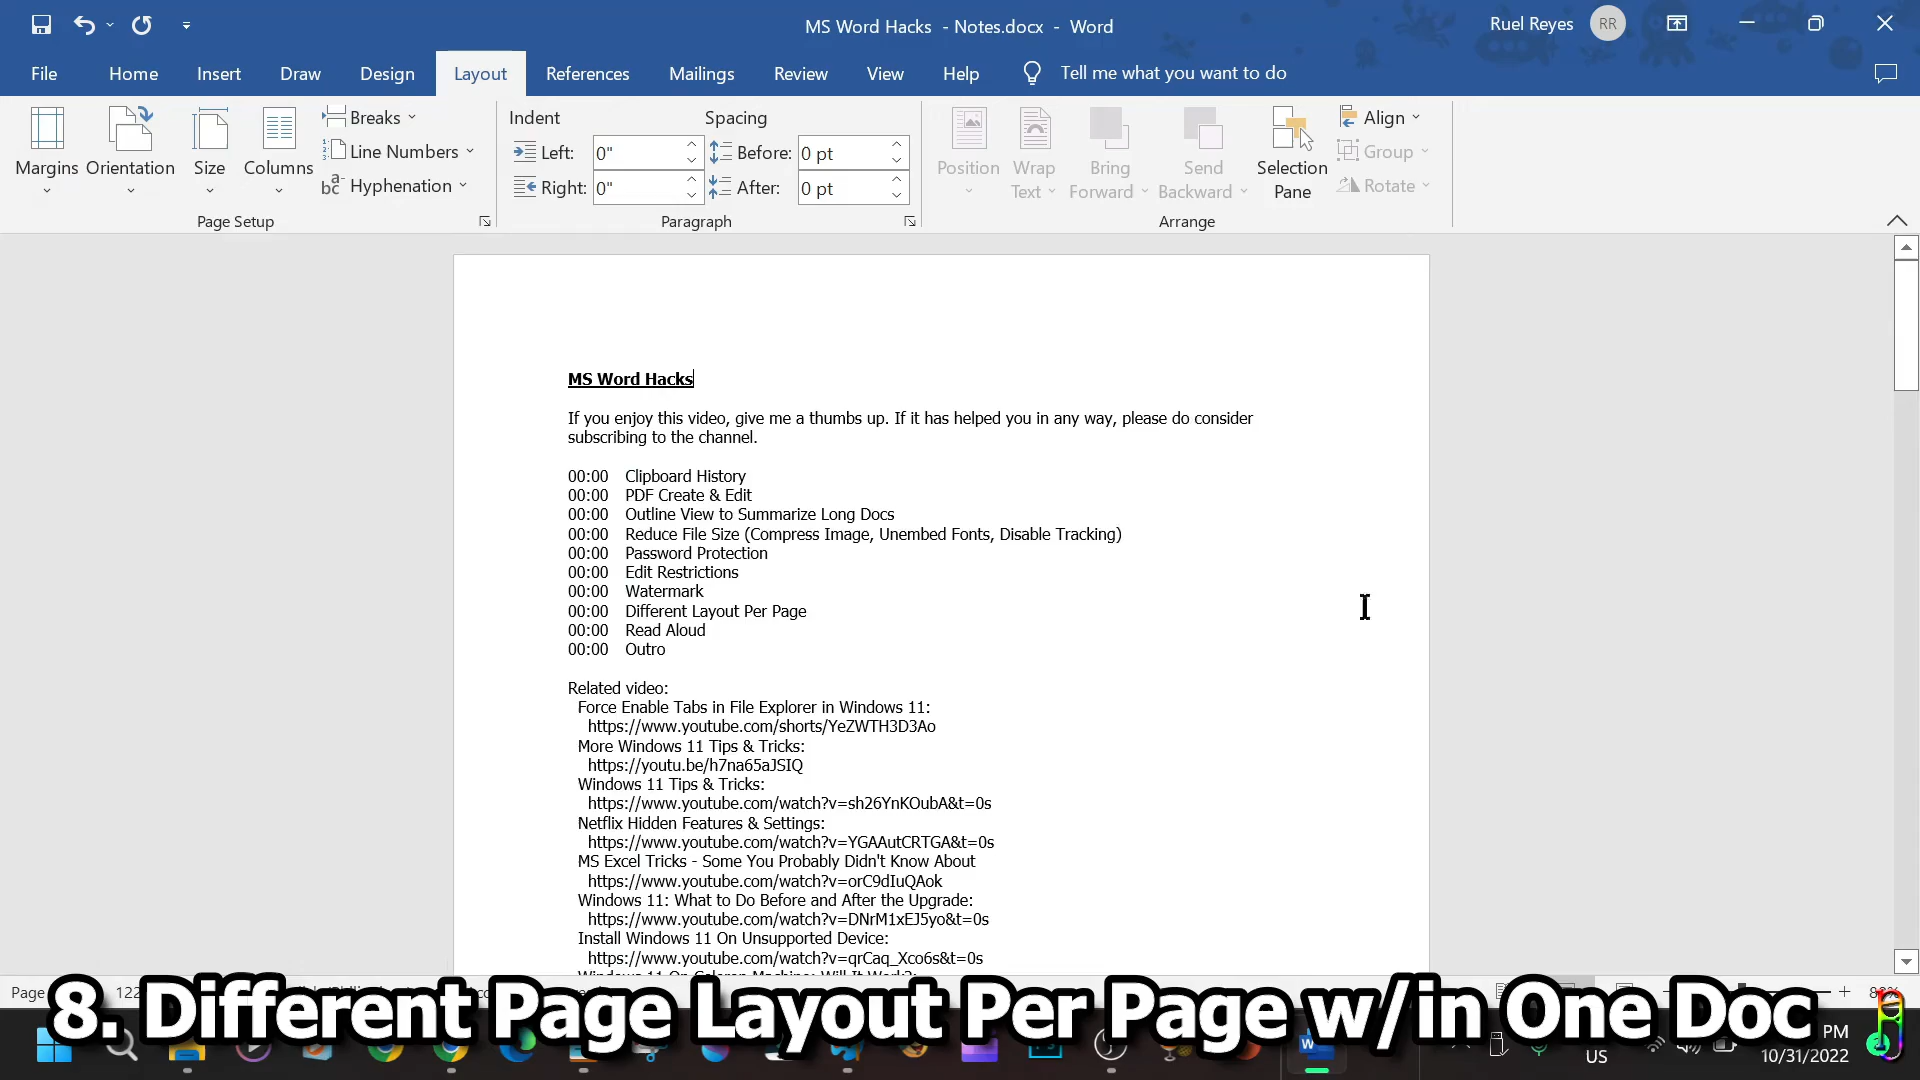 MS Word Hacks - Notes.docx - Word
Ruel Reyes
RR
File
Home
Insert
Draw
Design
Layout
References
Mailings
Review
View
Help
Tell me what you want to do
Margins
Orientation
Size
Columns
Breaks
Line Numbers
Hyphenation
Page Setup
Indent
Left: 0"
Right: 0"
Spacing
Before: 0 pt
After: 0 pt
Paragraph
Position
Wrap
Text
Bring
Forward
Send
Backward
Selection
Pane
Align
Group
Rotate
Arrange
MS Word Hacks
If you enjoy this video, give me a thumbs up. If it has helped you in any way, please do consider
subscribing to the channel.
00:00 Clipboard History
00:00 PDF Create & Edit
00:00 Outline View to Summarize Long Docs
00:00 Reduce File Size (Compress Image, Unembed Fonts, Disable Tracking)
00:00 Password Protection
00:00 Edit Restrictions
00:00 Watermark
00:00 Different Layout Per Page
00:00 Read Aloud
00:00 Outro
Related video:
Force Enable Tabs in File Explorer in Windows 11:
https://www.youtube.com/shorts/YeZWTH3D3Ao
More Windows 11 Tips & Tricks:
https://youtu.be/h7na65aJSIQ
Windows 11 Tips & Tricks:
https://www.youtube.com/watch?v=sh26YnKOubA&t=0s
Netflix Hidden Features & Settings:
https://www.youtube.com/watch?v=YGAAutCRTGA&t=0s
MS Excel Tricks - Some You Probably Didn't Know About
https://www.youtube.com/watch?v=orC9dIuQAok
Windows 11: What to Do Before and After the Upgrade:
https://www.youtube.com/watch?v=DNrM1xEJ5yo&t=0s
Install Windows 11 On Unsupported Device:
https://www.youtube.com/watch?v=qrCaq_Xco6s&t=0s
Windows 11 On Celeron Machine: Will It Work?:
Page
122
8. Different Page Layout Per Page w/in One Doc
PM
US
10/31/2022